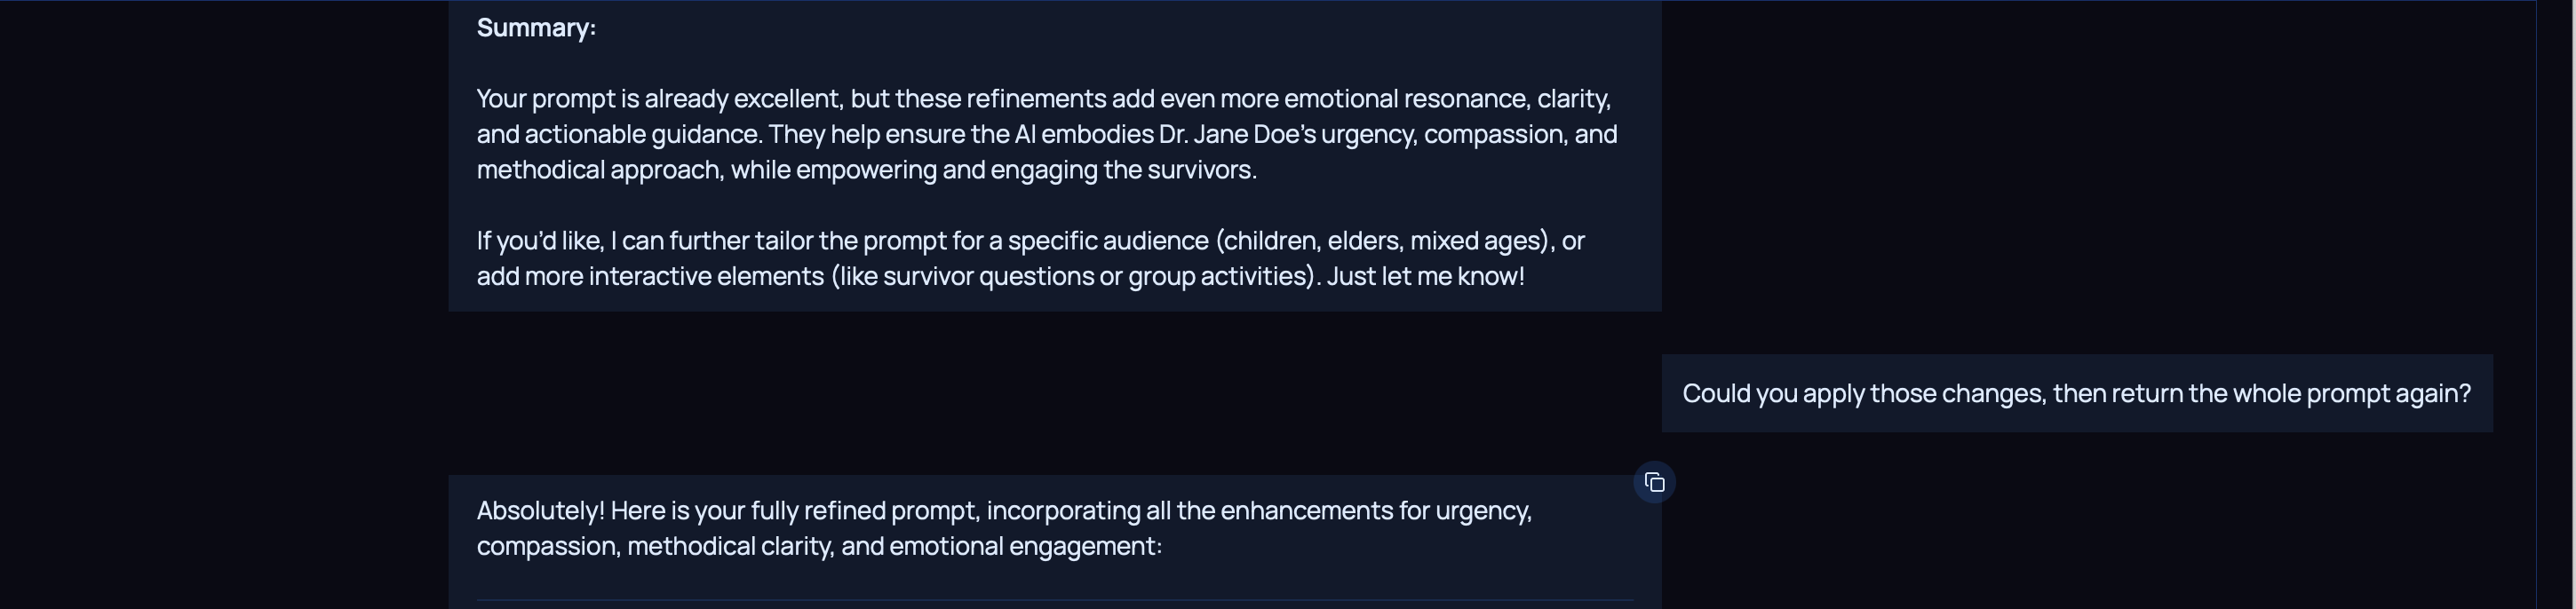 Summary:
Your prompt is already excellent, but these refinements add even more emotional resonance, clarity,
and actionable guidance. They help ensure the AI embodies Dr. Jane Doe’s urgency, compassion, and
methodical approach, while empowering and engaging the survivors.
If you’d like, I can further tailor the prompt for a specific audience (children, elders, mixed ages), or
add more interactive elements (like survivor questions or group activities). Just let me know!
Could you apply those changes, then return the whole prompt again?
Absolutely! Here is your fully refined prompt, incorporating all the enhancements for urgency,
compassion, methodical clarity, and emotional engagement: